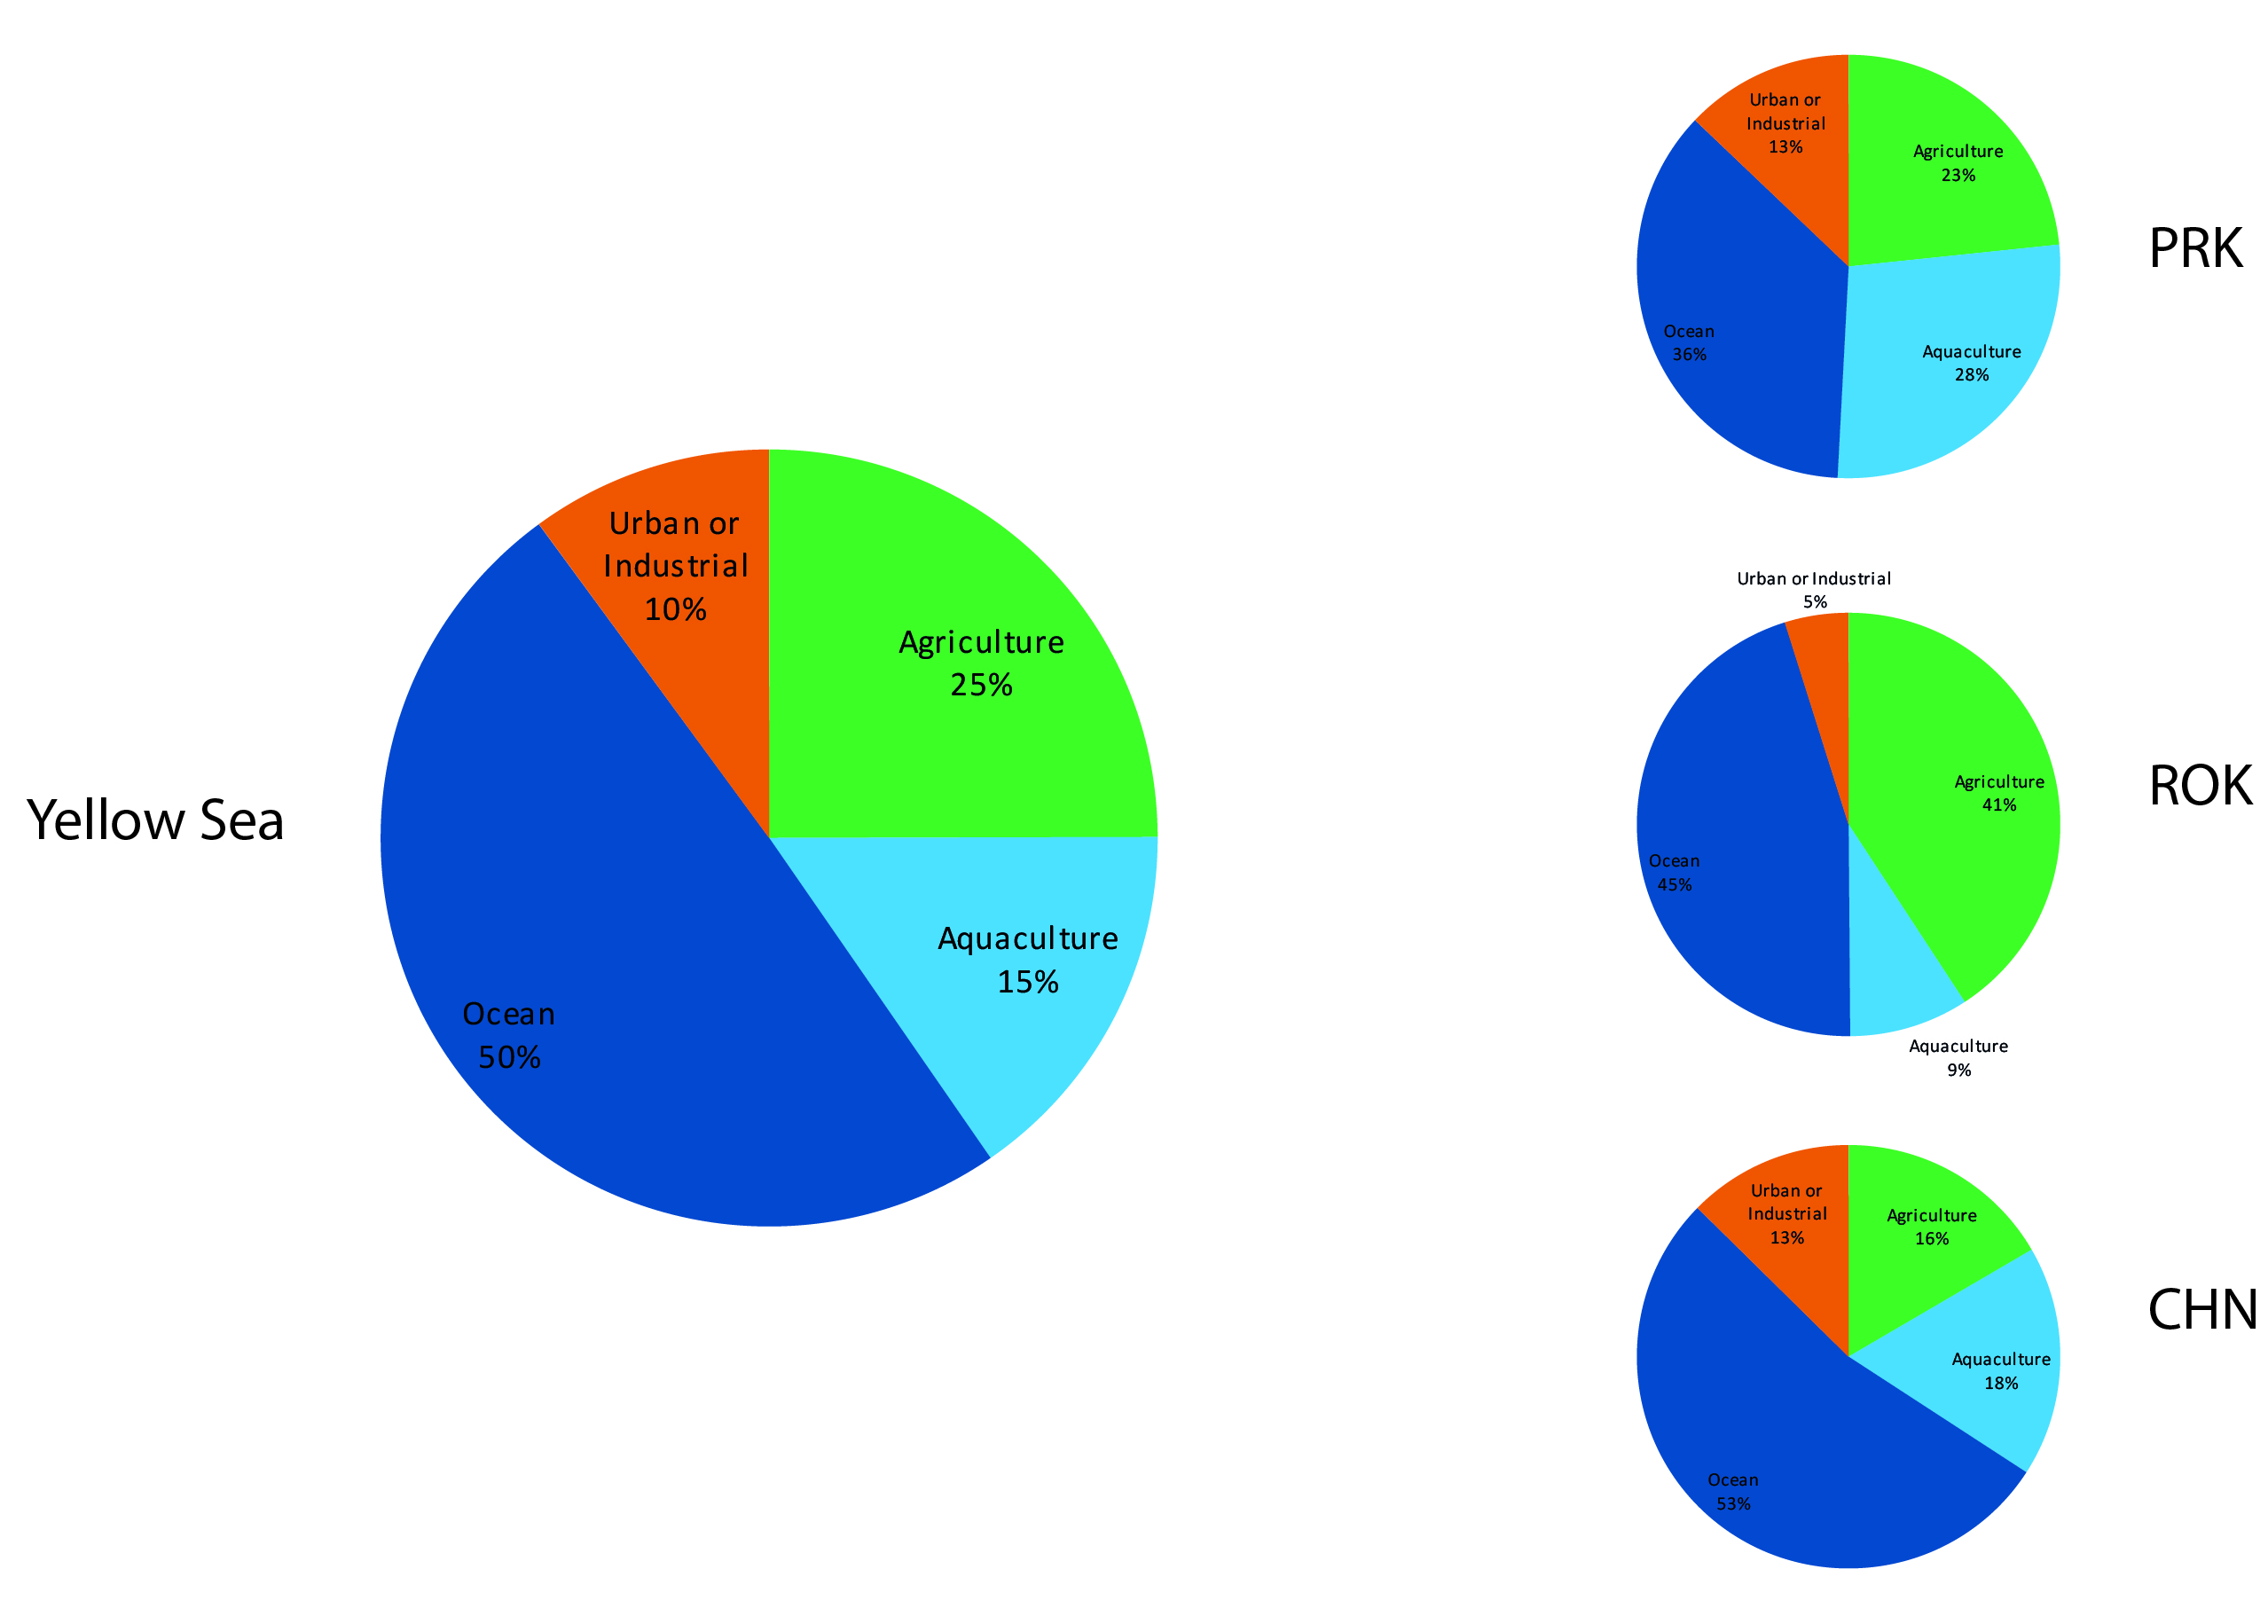 Yellow Sea
Urban or
Industrial
10%
Agriculture
25%
Aquaculture
15%
Ocean
50%
PRK
Urban or
Industrial
13%
Agriculture
23%
Aquaculture
28%
Ocean
36%
ROK
Urban or Industrial
5%
Agriculture
41%
Aquaculture
9%
Ocean
45%
CHN
Urban or
Industrial
13%
Agriculture
16%
Aquaculture
18%
Ocean
53%